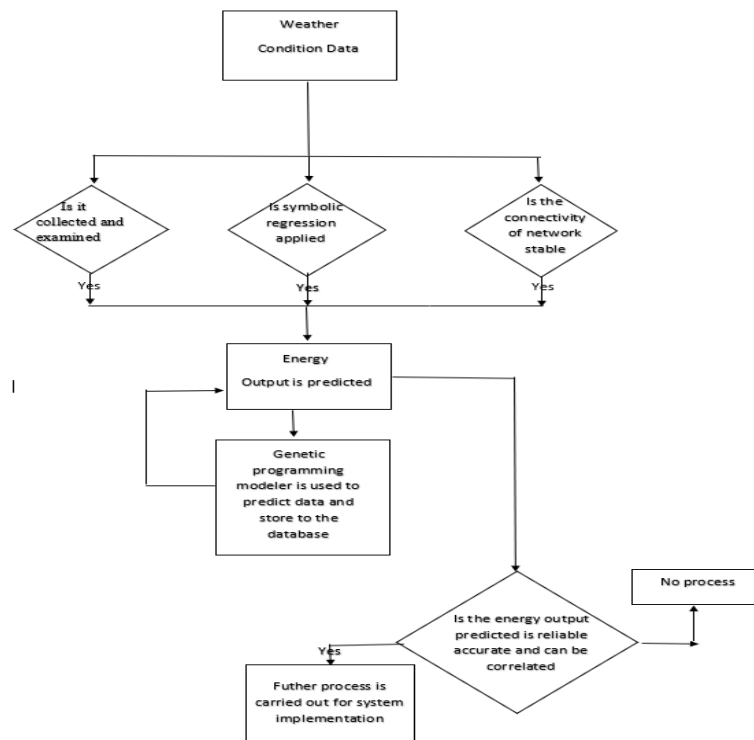 Weather
Condition Data
Is it
collected and
examined
Is symbolic
regression
applied
Is the
connectivity
of network
stable
Yes
Yes
Yes
Energy
Output is predicted
Genetic
programming
modeler is used to
predict data and
store to the
database
No process
Is the energy output
predicted is reliable
accurate and can be
correlated
Yes
Futher process is
carried out for system
implementation